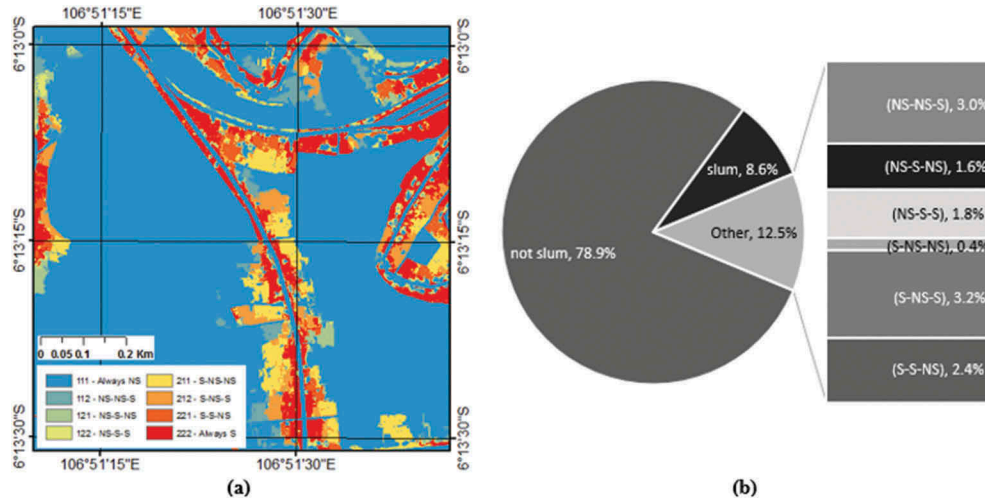 106°51'15"E 106°51'30"E
6°13'0"S 6°13'0"S
6°13'15"S 6°13'15"S
6°13'30"S 6°13'30"S
0 0.05 0.1 0.2 Km
111 - Always NS 211 - S-NS-NS
112 - NS-NS-S 212 - S-NS-S
121 - NS-S-NS 221 - S-S-NS
122 - NS-S-S 222 - Always S
106°51'15"E 106°51'30"E
(a)
not slum, 78.9%
slum, 8.6%
Other, 12.5%
(NS-NS-S), 3.0%
(NS-S-NS), 1.6%
(NS-S-S), 1.8%
(S-NS-NS), 0.4%
(S-NS-S), 3.2%
(S-S-NS), 2.4%
(b)